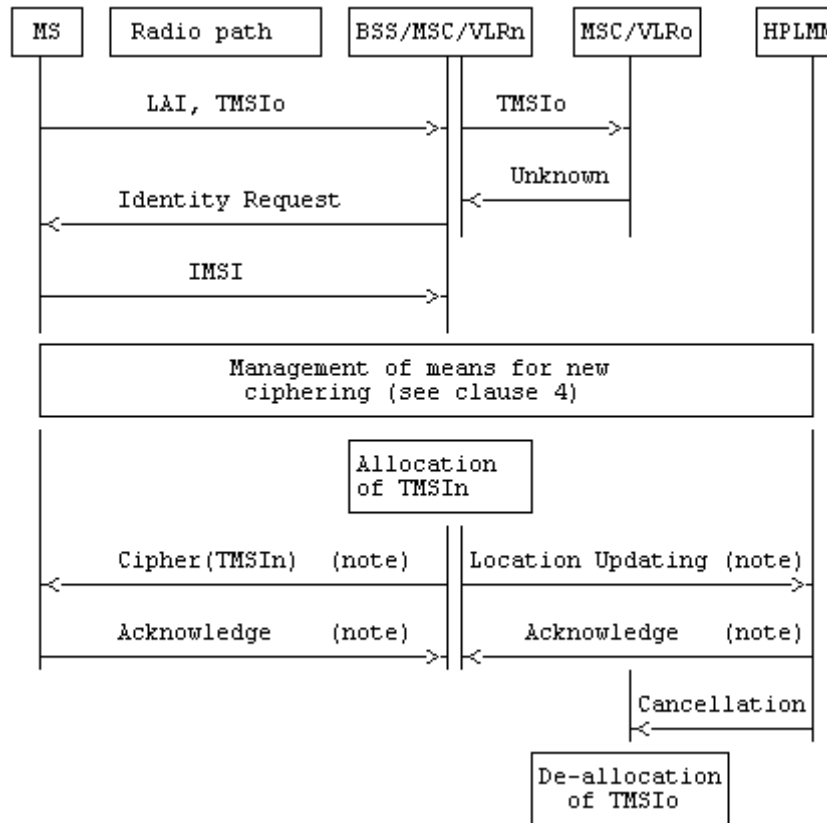 MS
Radio path
BSS/MSC/VLRn
MSC/VLRo
LAI, TMSIo
TMSIo
Unknown
Identity Request
IMSI
Management of means for new
ciphering (see clause 4)
Allocation
of TMSIn
Cipher(TMSIn) (note)
Location Updating (note)
Acknowledge (note)
Acknowledge (note)
Cancellation
De-allocation
of TMSIo